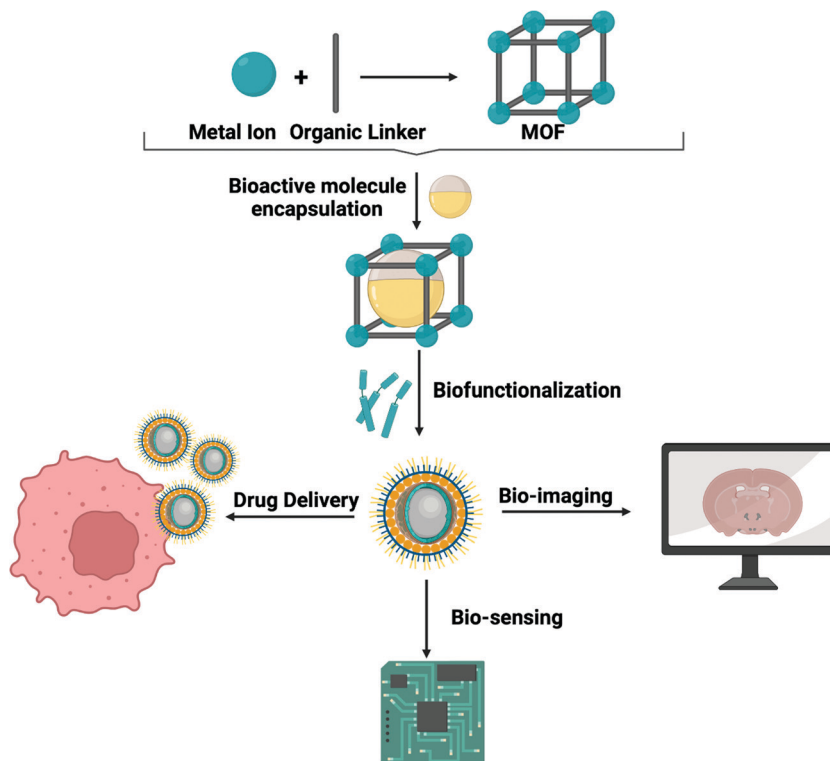 +
Metal Ion Organic Linker MOF
Bioactive molecule
encapsulation
Biofunctionalization
Drug Delivery
Bio-imaging
Bio-sensing